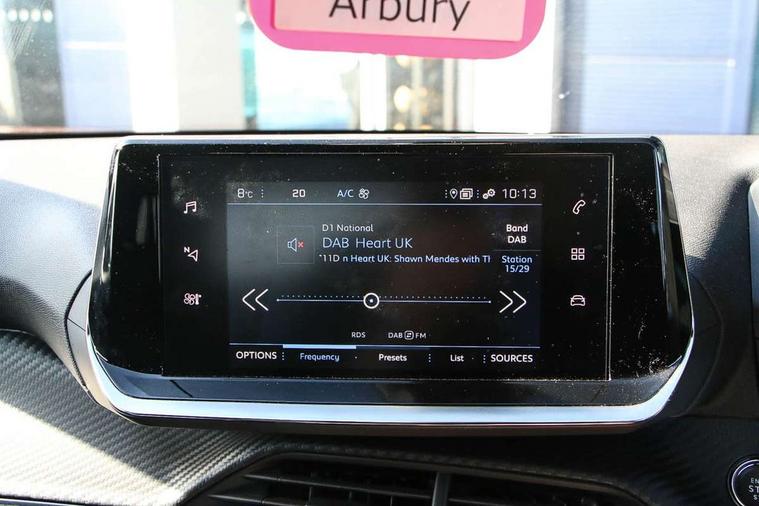 Arbury
8°C 20 A/C 10:13
D1 National
DAB Heart UK
"11D n Heart UK: Shawn Mendes with Tl
Band
DAB
Station
15/29
N
RDS DAB FM
OPTIONS Frequency Presets List SOURCES